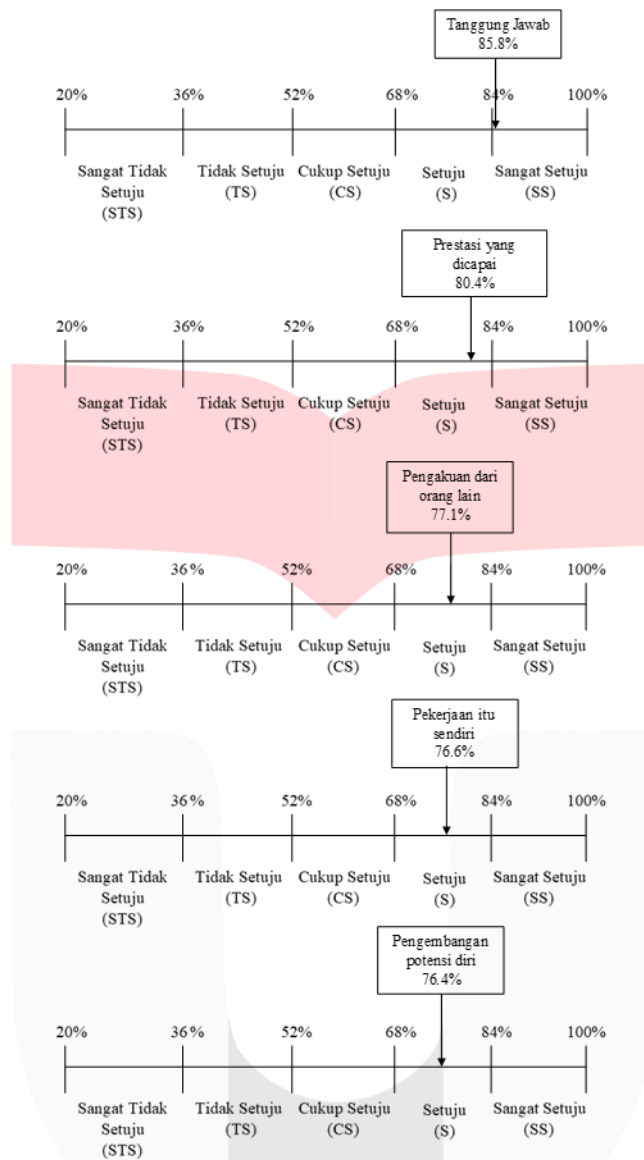 Tanggung Jawab
85.8%
20% 36% 52% 68% 84% 100%
Sangat Tidak Tidak Setuju Cukup Setuju Setuju Sangat Setuju
Setuju (TS) (CS) (S) (SS)
(STS)
Prestasi yang
dicapai
80.4%
20% 36% 52% 68% 84% 100%
Sangat Tidak Tidak Setuju Cukup Setuju Setuju Sangat Setuju
Setuju (TS) (CS) (S) (SS)
(STS)
Pengakuan dari
orang lain
77.1%
20% 36% 52% 68% 84% 100%
Sangat Tidak Tidak Setuju Cukup Setuju Setuju Sangat Setuju
Setuju (TS) (CS) (S) (SS)
(STS)
Pekerjaan itu
sendiri
76.6%
20% 36% 52% 68% 84% 100%
Sangat Tidak Tidak Setuju Cukup Setuju Setuju Sangat Setuju
Setuju (TS) (CS) (S) (SS)
(STS)
Pengembangan
potensi diri
76.4%
20% 36% 52% 68% 84% 100%
Sangat Tidak Tidak Setuju Cukup Setuju Setuju Sangat Setuju
Setuju (TS) (CS) (S) (SS)
(STS)